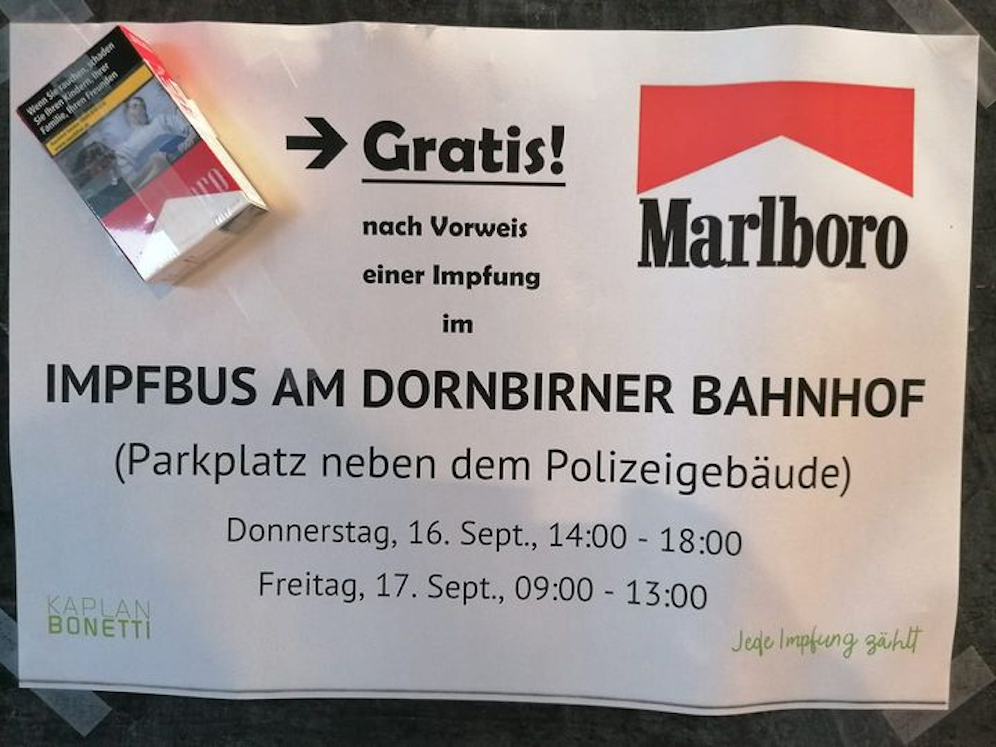 Wenn Sie rauchen, schaden
Sie Ihren Kindern, Ihrer
Familie, Ihren Freunden
Gratis!
Marlboro
nach Vorweis
einer Impfung
im
IMPFBUS AM DORNBIRNER BAHNHOF
(Parkplatz neben dem Polizeigebäude)
Donnerstag, 16. Sept., 14:00 - 18:00
Freitag, 17. Sept., 09:00 - 13:00
KAPLAN
BONETTI
Jede Impfung zählt